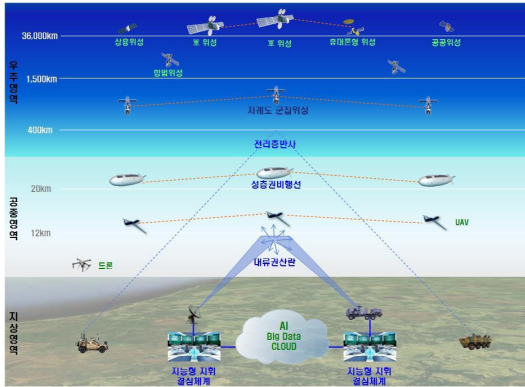 36,000km
상용위성
軍 위성
軍 위성
휴대폰형 위성
공공위성
항법위성
1,500km
우주영역
저궤도 군집위성
400km
전리층반사
성층권비행선
20km
공중영역
UAV
12km
드론
대류권산란
지상영역
AI
Big Data
CLOUD
지능형 지휘
결심체계
지능형 지휘
결심체계